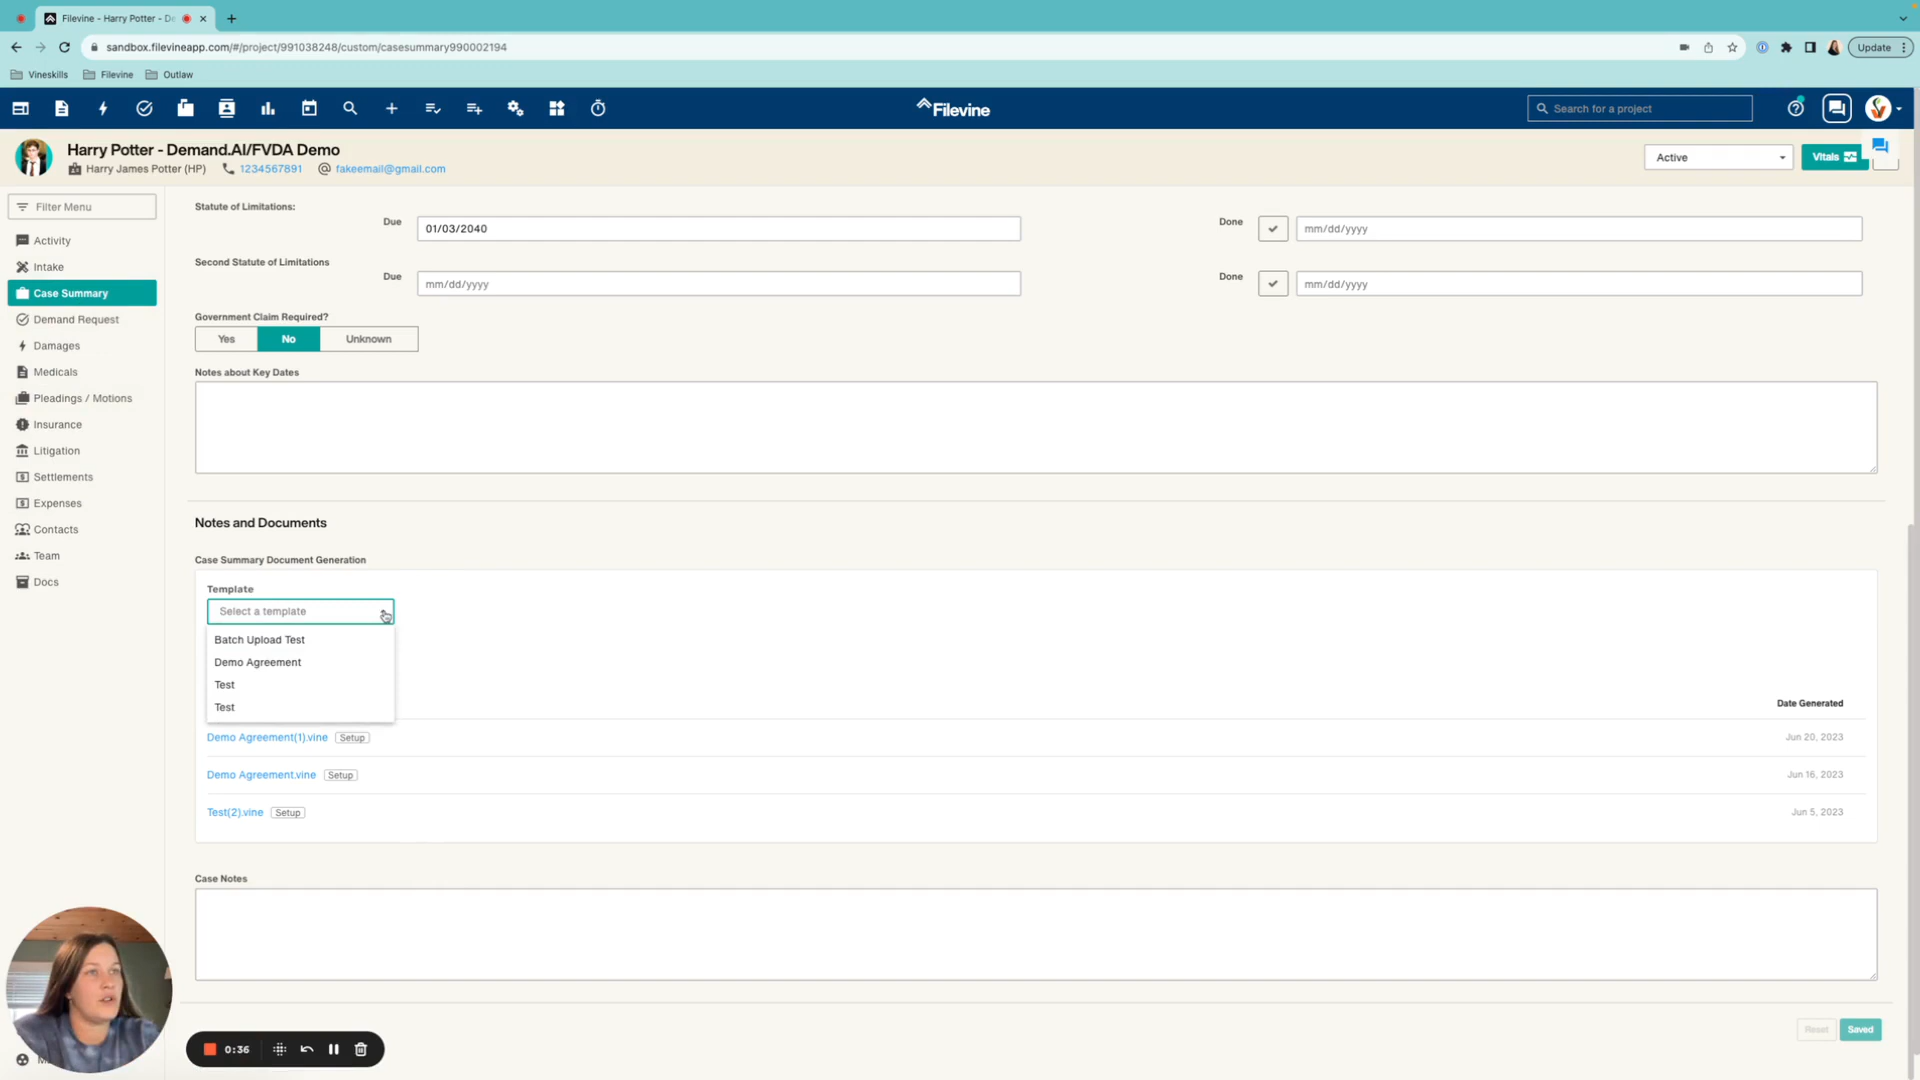 Filevine - Harry Potter - De
sandbox.filevineapp.com/#/project/991038248/custom/casesummary990002194
Update
Vineskills
Filevine
Outlaw
Filevine
Search for a project
Harry Potter - Demand.AI/FVDA Demo
Harry James Potter (HP)
1234567891
fakeemail@gmail.com
Active
Vitals
Filter Menu
Activity
Intake
Case Summary
Demand Request
Damages
Medicals
Pleadings / Motions
Insurance
Litigation
Settlements
Expenses
Contacts
Team
Docs
Statute of Limitations:
Due
01/03/2040
Done
mm/dd/yyyy
Second Statute of Limitations
Due
mm/dd/yyyy
Done
mm/dd/yyyy
Government Claim Required?
Yes
No
Unknown
Notes about Key Dates
Notes and Documents
Case Summary Document Generation
Template
Select a template
Batch Upload Test
Demo Agreement
Test
Test
Date Generated
Demo Agreement(1).vine
Setup
Jun 20, 2023
Demo Agreement.vine
Setup
Jun 16, 2023
Test(2).vine
Setup
Jun 5, 2023
Case Notes
Reset
Saved
0:36